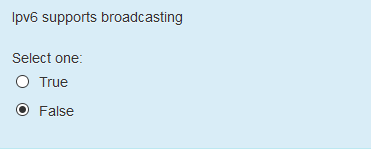 Ipv6 supports broadcasting
Select one:
True
False